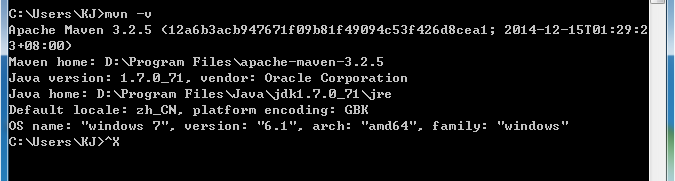 C:\Users\KJ>mvn -v
Apache Maven 3.2.5 (12a6b3acb947671f09b81f49094c53f426d8cea1; 2014-12-15T01:29:2
3+08:00)
Maven home: D:\Program Files\apache-maven-3.2.5
Java version: 1.7.0_71, vendor: Oracle Corporation
Java home: D:\Program Files\Java\jdk1.7.0_71\jre
Default locale: zh_CN, platform encoding: GBK
OS name: "windows 7", version: "6.1", arch: "amd64", family: "windows"
C:\Users\KJ>^X